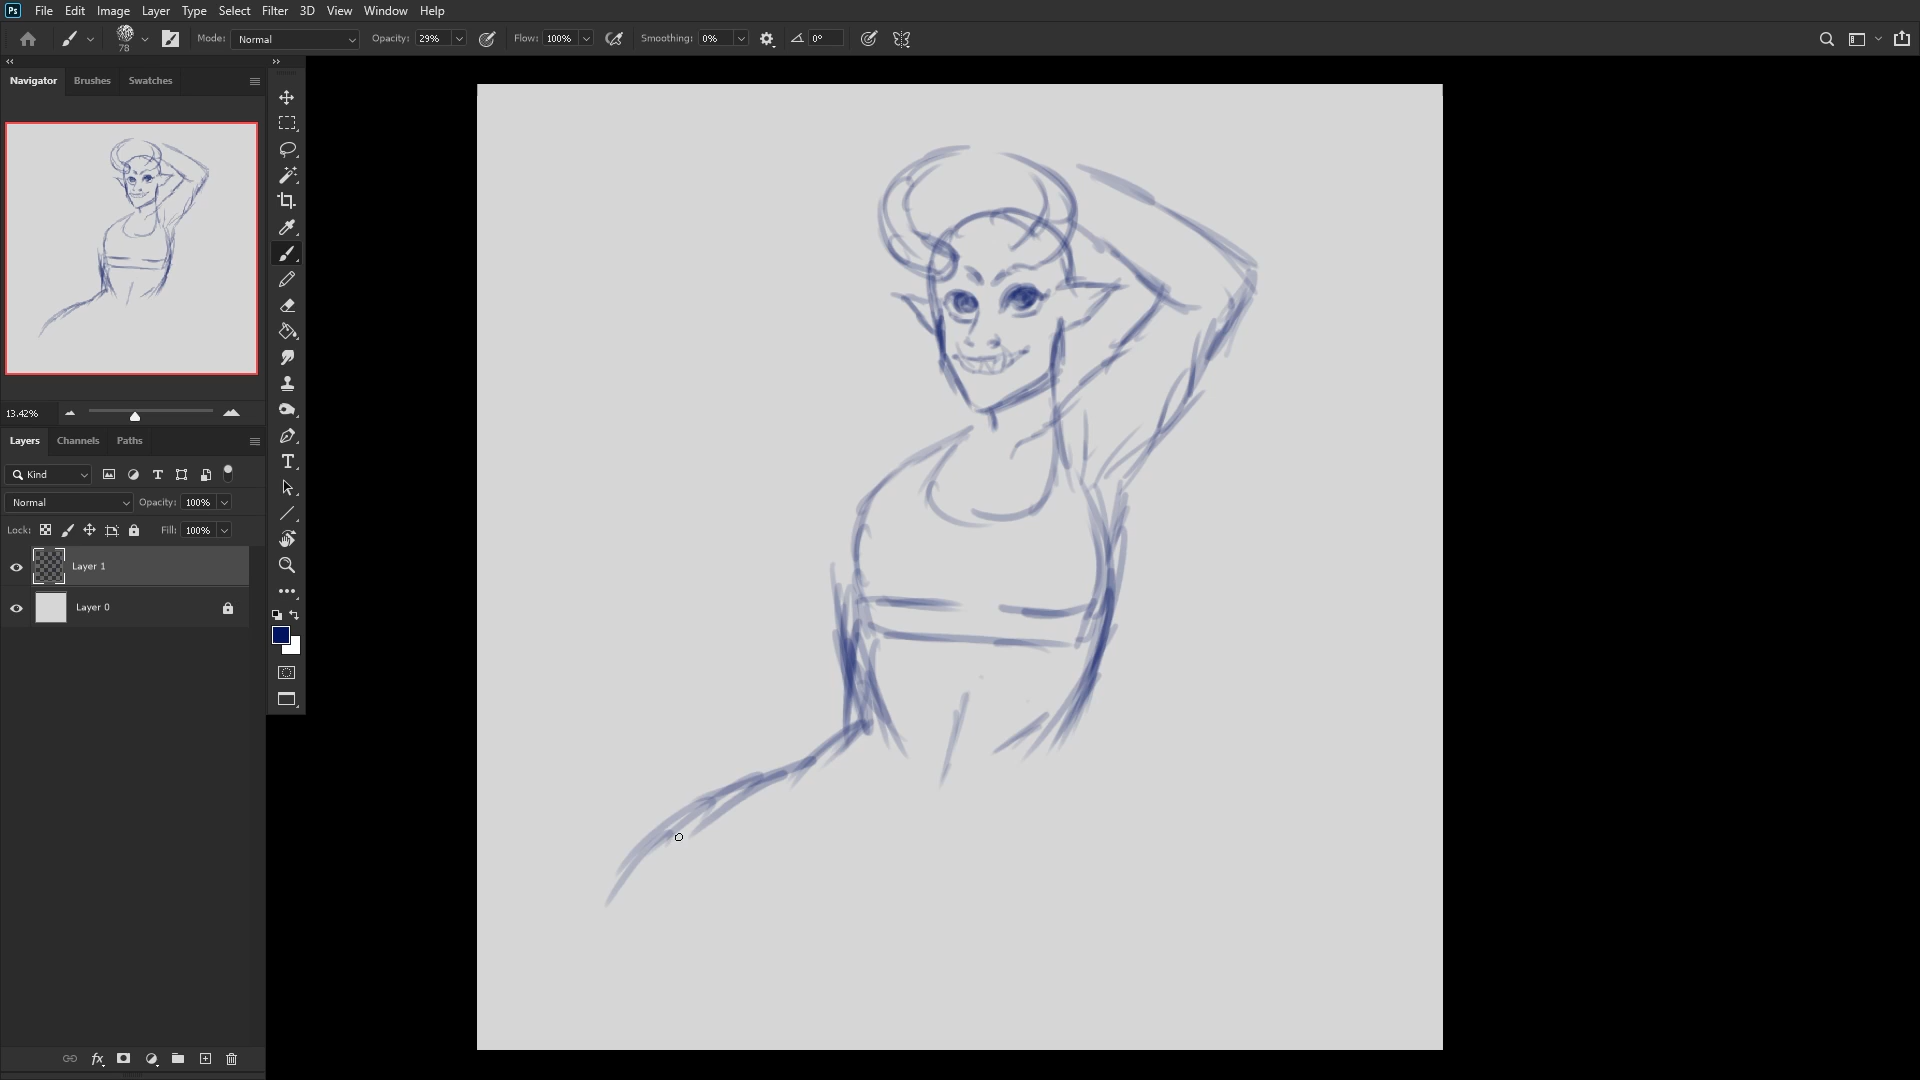 Ps File Edit Image Layer Type Select Filter 3D View Window Help
78 Mode: Normal Opacity: 29% Flow: 100% Smoothing: 0% 0°
Navigator Brushes Swatches
13.42%
Layers Channels Paths
Kind
Normal Opacity: 100%
Lock: Fill: 100%
Layer 1
Layer 0
fx